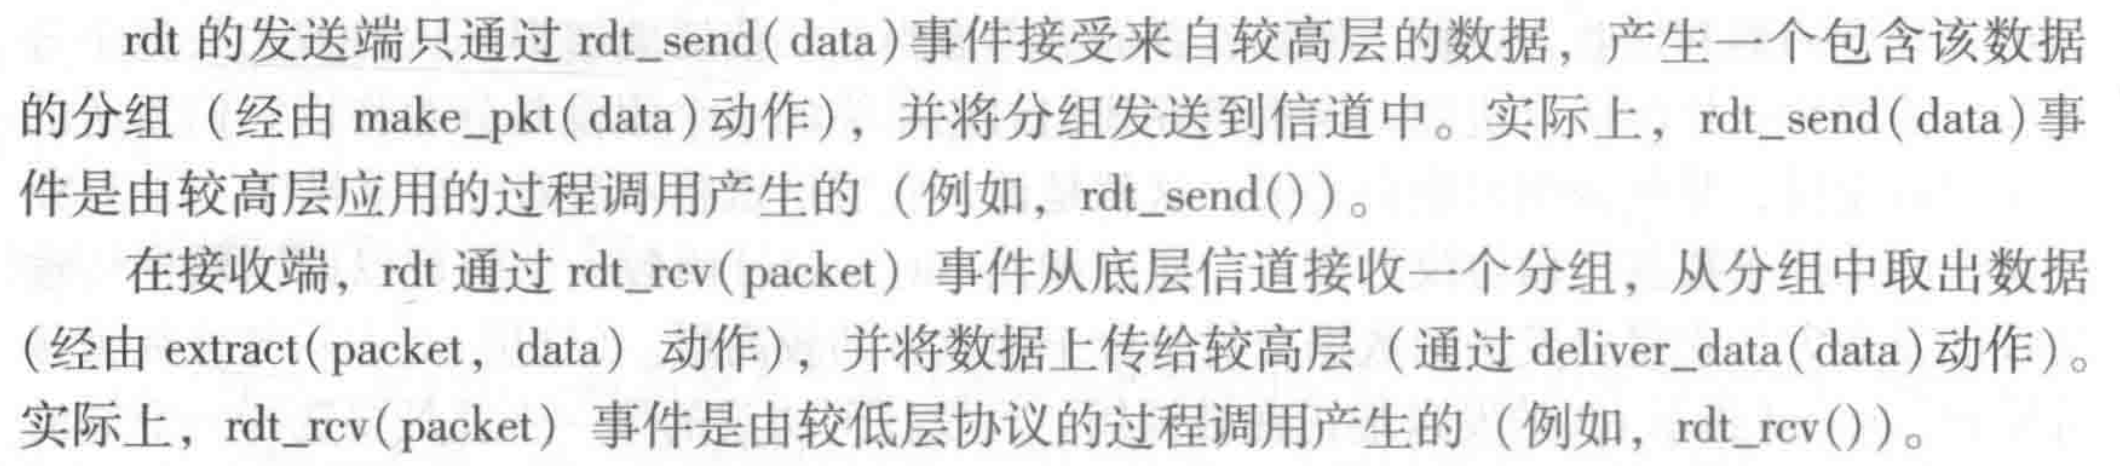 rdt 的发送端只通过 rdt_send(data)事件接受来自较高层的数据，产生一个包含该数据
的分组（经由 make_pkt(data)动作），并将分组发送到信道中。实际上，rdt_send(data)事
件是由较高层应用的过程调用产生的（例如，rdt_send()）。
在接收端，rdt 通过 rdt_rcv(packet) 事件从底层信道接收一个分组，从分组中取出数据
（经由 extract(packet，data) 动作），并将数据上传给较高层（通过 deliver_data(data)动作）。
实际上，rdt_rcv(packet) 事件是由较低层协议的过程调用产生的（例如，rdt_rcv()）。